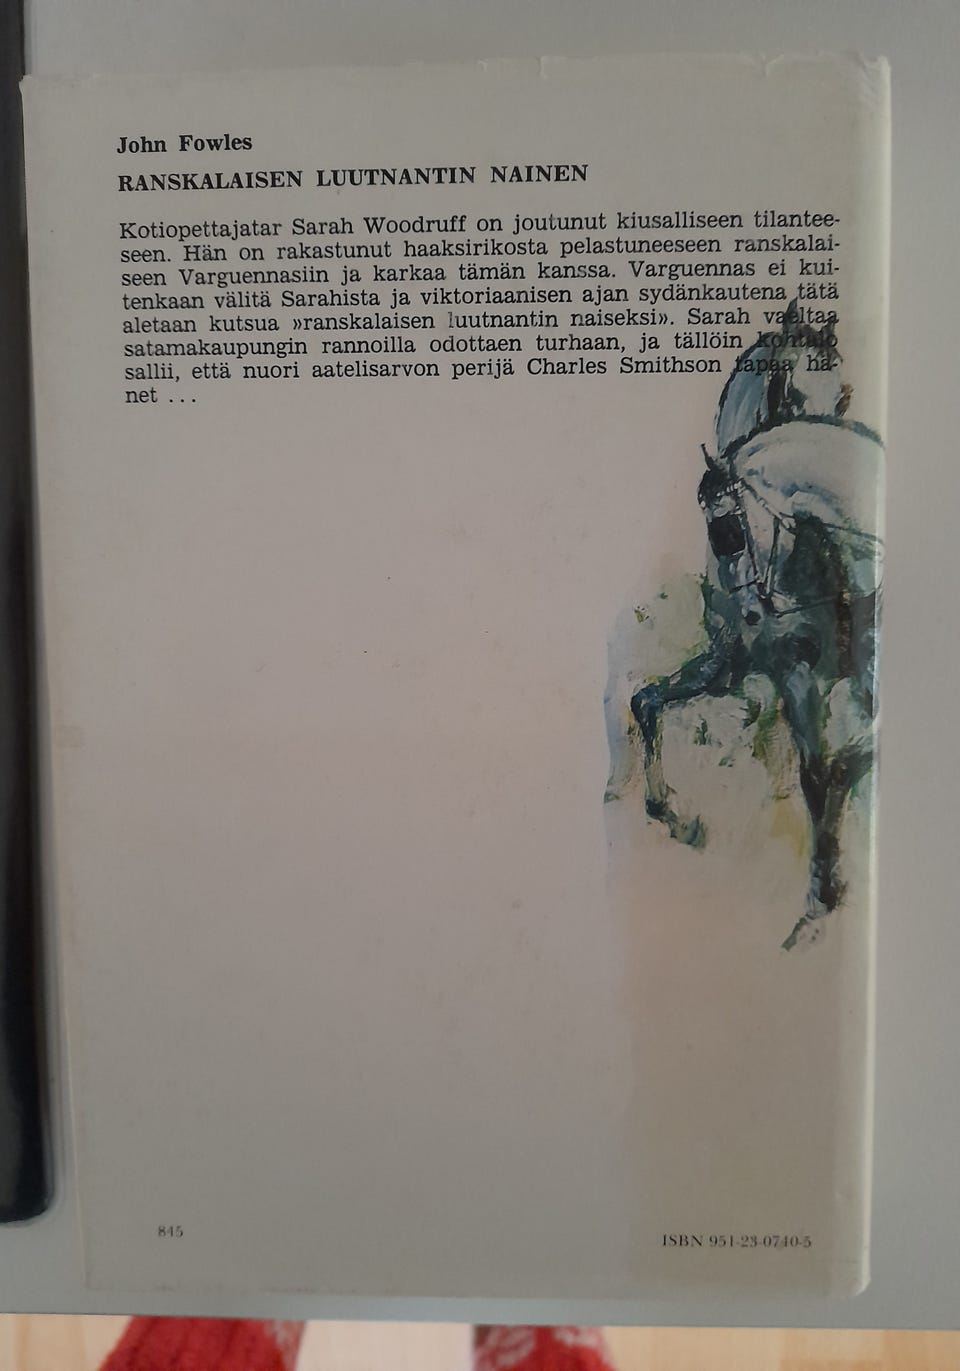 John Fowles
RANSKALAISEN LUUTNANTIN NAINEN
Kotiopettajatar Sarah Woodruff on joutunut kiusalliseen tilantee-
seen. Hän on rakastunut haaksirikosta pelastuneeseen ranskalai-
seen Varguennasiin ja karkaa tämän kanssa. Varguennas ei kui-
tenkaan välitä Sarahista ja viktoriaanisen ajan sydänkautena tätä
aletaan kutsua »ranskalaisen luutnantin naiseksi». Sarah vaeltaa
satamakaupungin rannoilla odottaen turhaan, ja tällöin kohtalo
sallii, että nuori aatelisarvon perijä Charles Smithson tapaa hä-
net ...
845
ISBN 951-23-0740-5